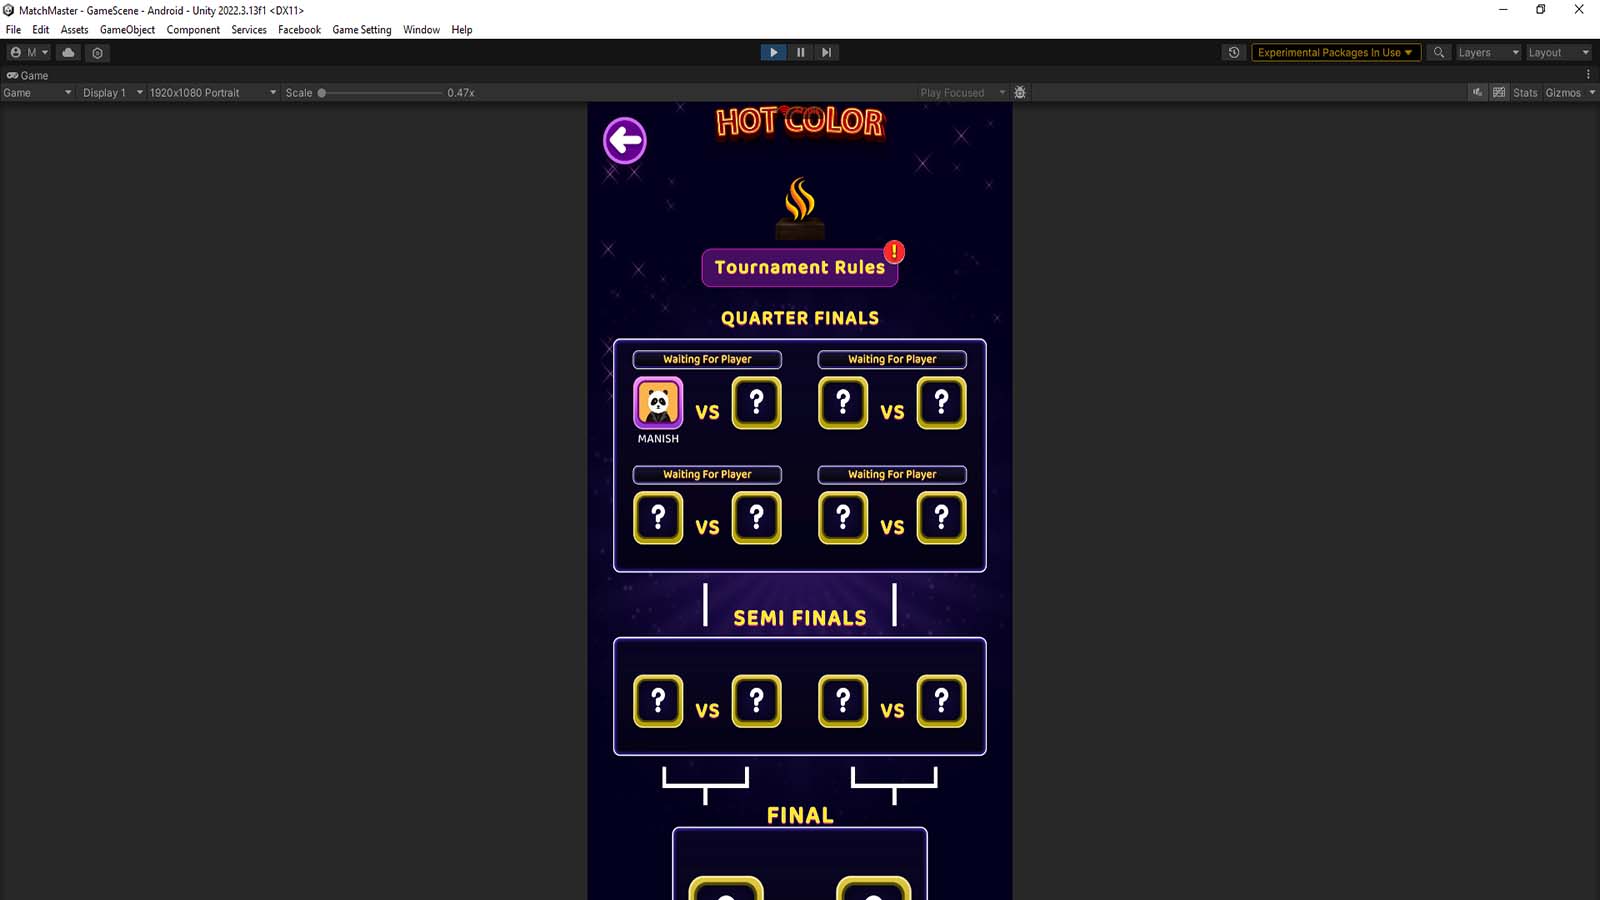 MatchMaster - GameScene - Android - Unity 2022.3.13f1 <DX11>
File Edit Assets GameObject Component Services Facebook Game Setting Window Help
M Experimental Packages In Use Layers Layout
Game
Game Display 1 1920x1080 Portrait Scale 0.47x Play Focused Stats Gizmos
HOT COLOR
Tournament Rules !
QUARTER FINALS
Waiting For Player Waiting For Player
? VS ? ? VS ?
MANISH
Waiting For Player Waiting For Player
? VS ? ? VS ?
SEMI FINALS
? VS ? ? VS ?
FINAL